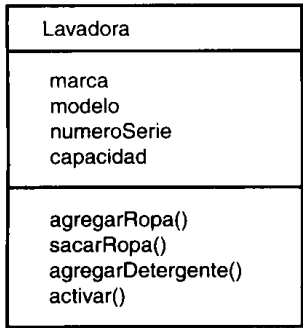 Lavadora
marca
modelo
numeroSerie
capacidad
agregarRopa()
sacarRopa()
agregarDetergente()
activar()